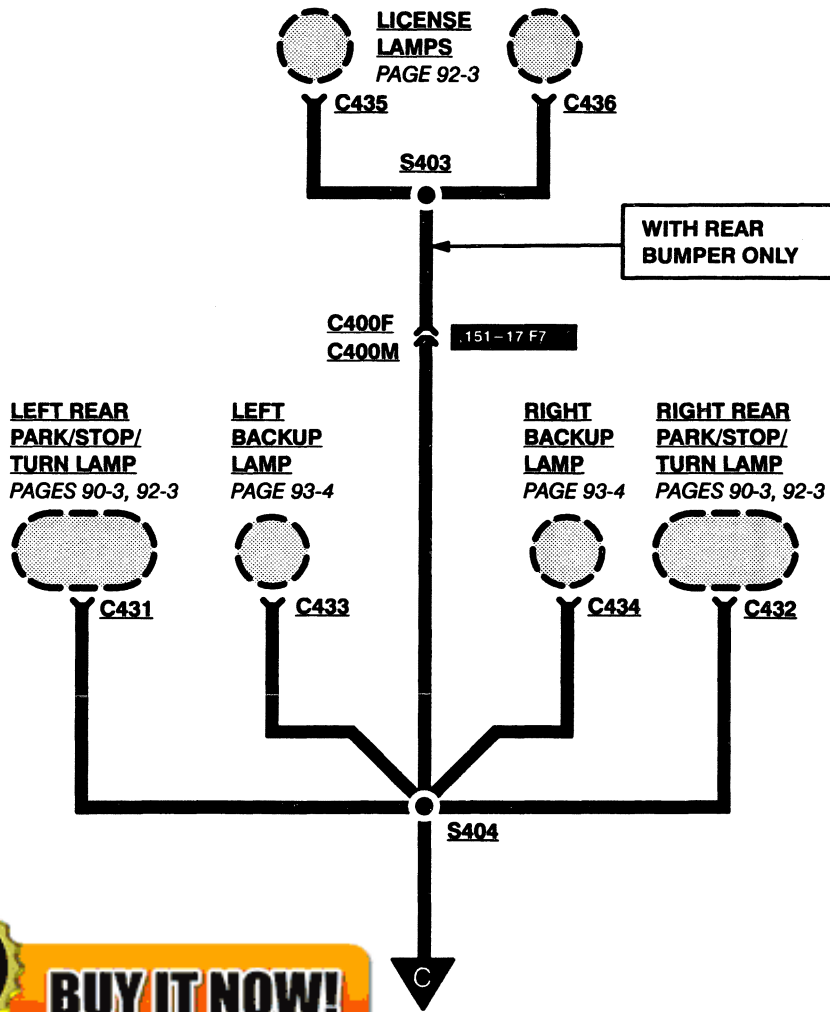 LICENSE
LAMPS
PAGE 92-3
C435
C436
S403
WITH REAR
BUMPER ONLY
C400F
C400M
.151-17 F7
LEFT REAR
PARK/STOP/
TURN LAMP
PAGES 90-3, 92-3
LEFT
BACKUP
LAMP
PAGE 93-4
RIGHT
BACKUP
LAMP
PAGE 93-4
RIGHT REAR
PARK/STOP/
TURN LAMP
PAGES 90-3, 92-3
C431
C433
C434
C432
S404
C
BUY IT NOW!